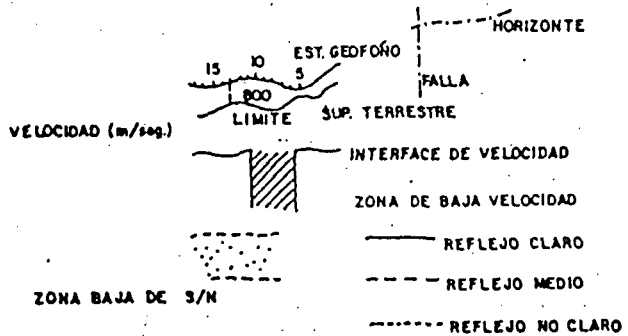 HORIZONTE
EST. GEOFOÑO
15 10 5
FALLA
800
LIMITE SUP. TERRESTRE
VELOCIDAD (m/seg.)
INTERFACE DE VELOCIDAD
ZONA DE BAJA VELOCIDAD
REFLEJO CLARO
REFLEJO MEDIO
ZONA BAJA DE S/N
REFLEJO NO CLARO